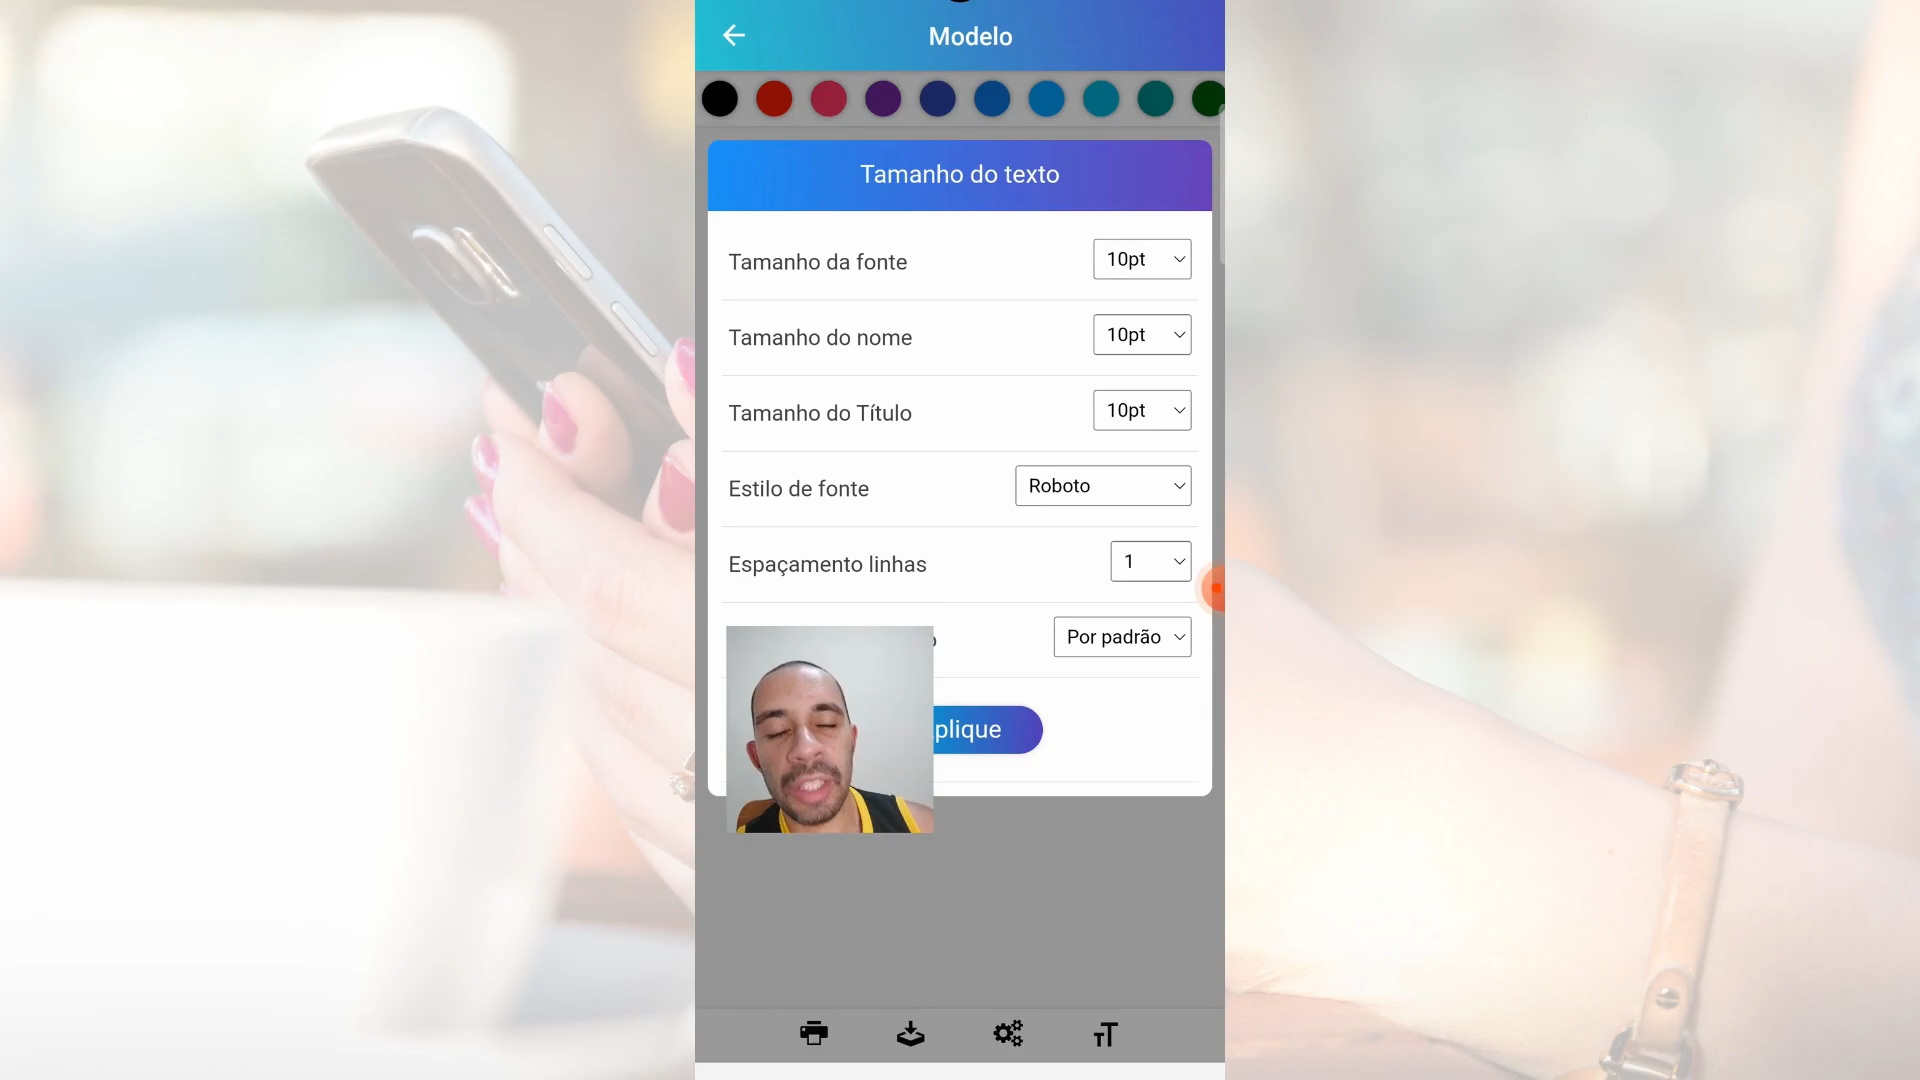 Modelo
Tamanho do texto
Tamanho da fonte 10pt
Tamanho do nome 10pt
Tamanho do Título 10pt
Estilo de fonte Roboto
Espaçamento linhas 1
Por padrão
plique